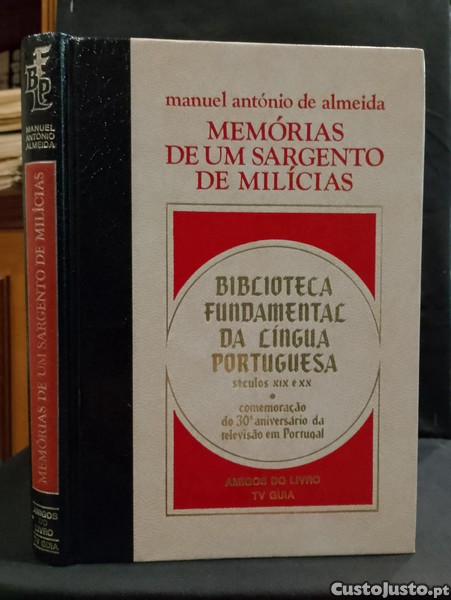 BFLP
MANUEL
ANTÓNIO
ALMEIDA
MEMÓRIAS DE UM SARGENTO DE MILÍCIAS
AMIGOS
DO
LIVRO
TV GUIA
manuel antónio de almeida
MEMÓRIAS
DE UM SARGENTO
DE MILÍCIAS
BIBLIOTECA
FUNDAMENTAL
DA LÍNGUA
PORTUGUESA
séculos XIX e XX
comemoração
do 30º aniversário da
televisão em Portugal
AMIGOS DO LIVRO
TV GUIA
CustoJusto.pt